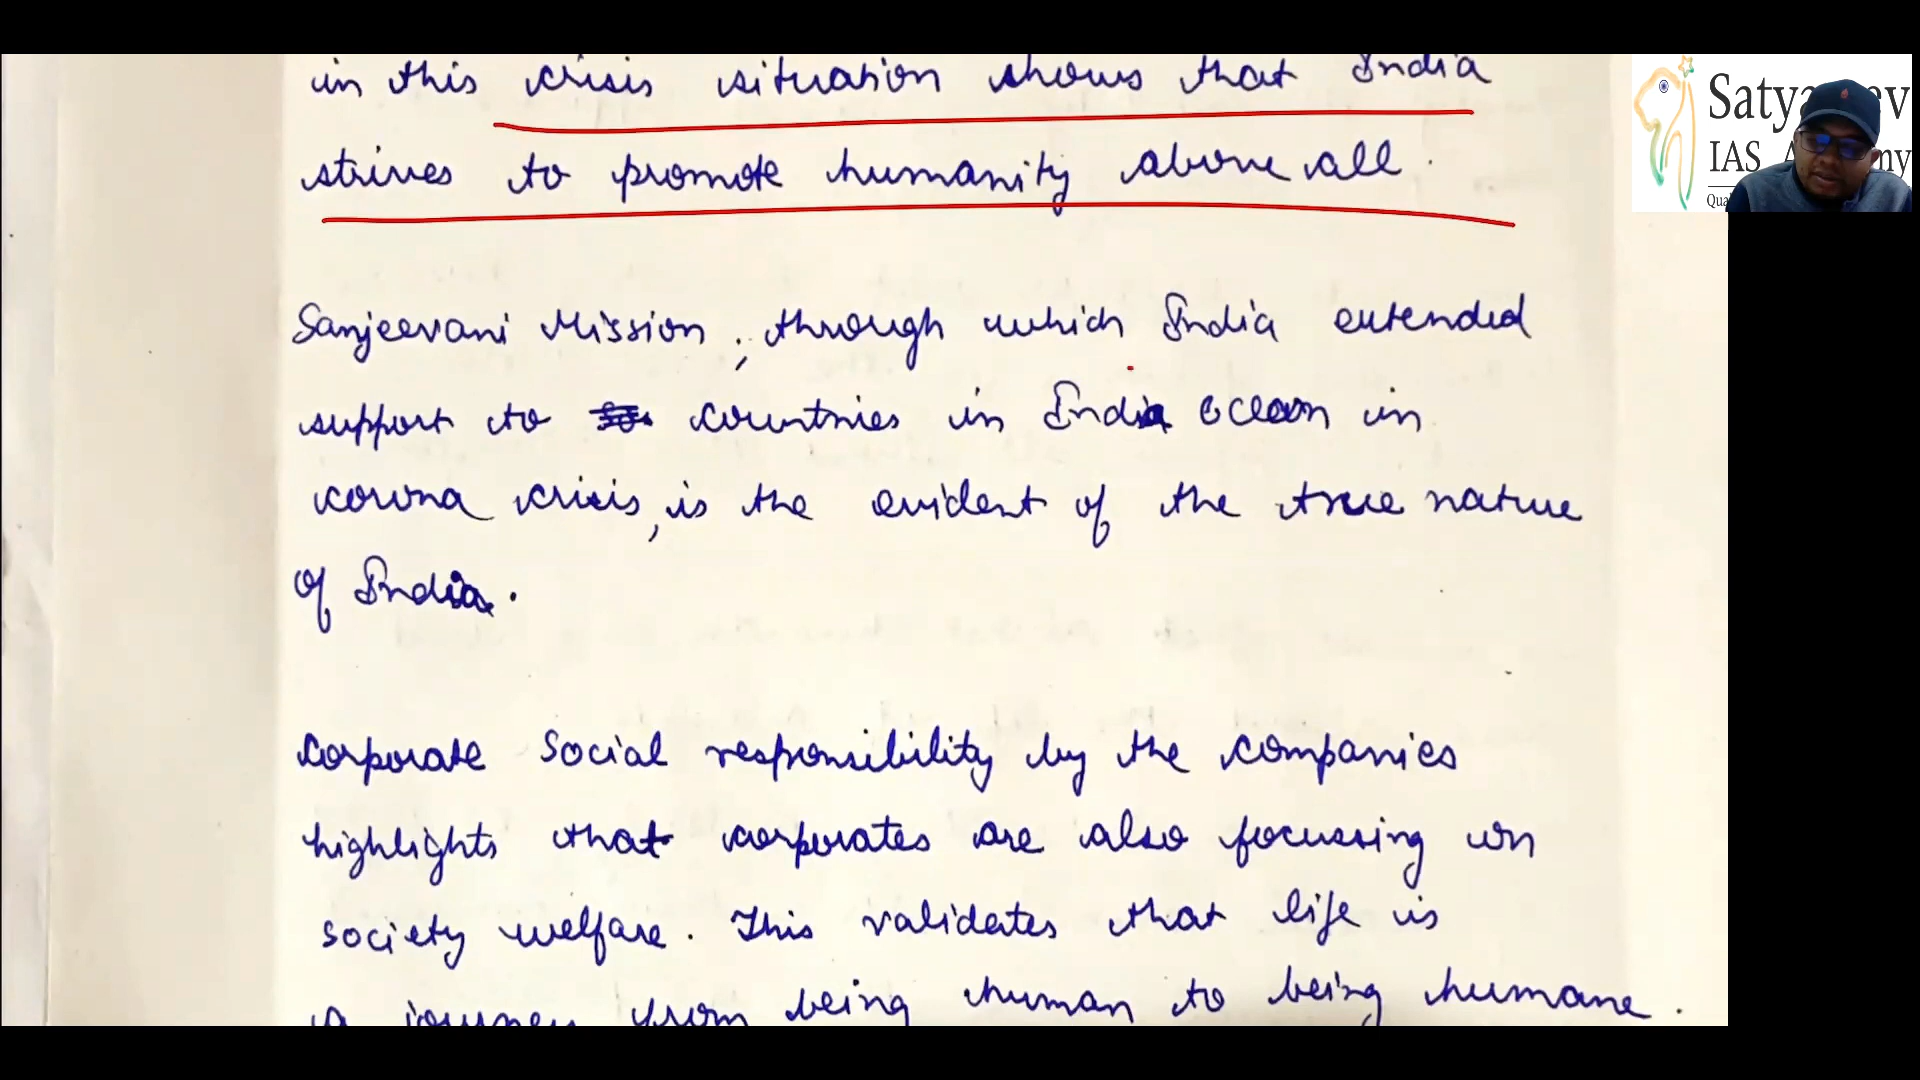 in this crisis situation shows that India
strives to promote humanity above all.
Sanjeevani Mission, through which India extended
support to countries in India ocean in
corona crisis, is the evident of the true nature
of India.
Corporate social responsibility by the companies
highlights that corporates are also focussing on
society welfare. This validates that life is
a journey from being human to being humane.
IAS